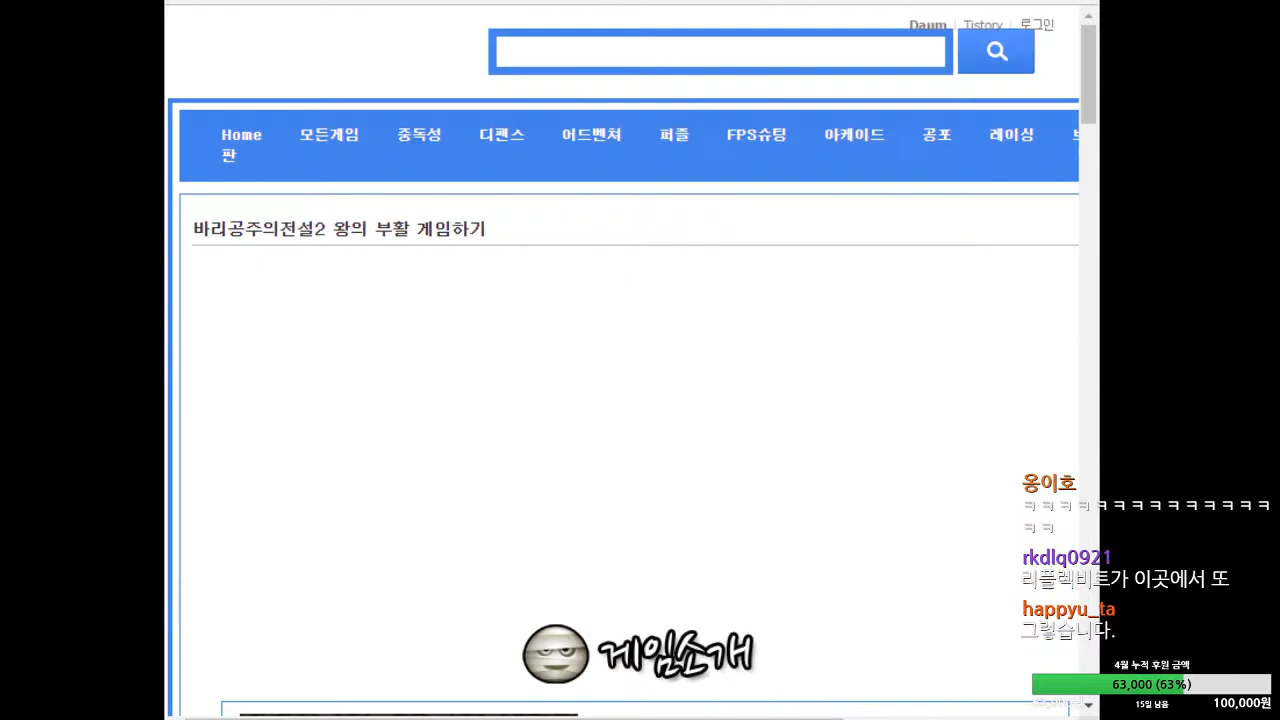 Daum | Tistory | 로그인
Home 모든게임 중독성 디펜스 어드벤쳐 퍼즐 FPS슈팅 아케이드 공포 레이싱
판
바리공주의전설2 왕의 부활 게임하기
게임소개
옹이호
ㅋㅋㅋㅋㅋㅋㅋㅋㅋㅋㅋㅋㅋㅋ
ㅋㅋ
rkdlq0921
리플렉비트가 이곳에서 또
happyu_ta
그렇습니다.
4월 누적 후원 금액
63,000 (63%)
15일 남음 100,000원